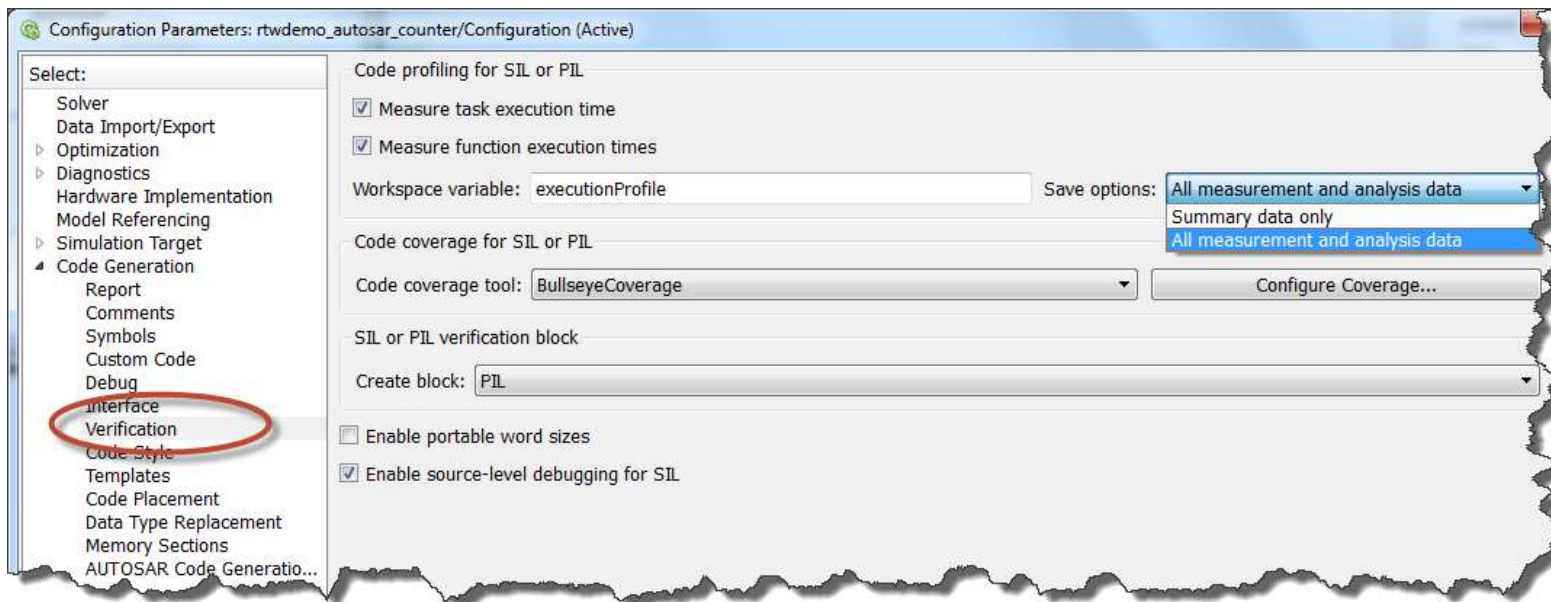 Configuration Parameters: rtwdemo_autosar_counter/Configuration (Active)
Select:
Solver
Data Import/Export
Optimization
Diagnostics
Hardware Implementation
Model Referencing
Simulation Target
Code Generation
Report
Comments
Symbols
Custom Code
Debug
Interface
Verification
Code Style
Templates
Code Placement
Data Type Replacement
Memory Sections
AUTOSAR Code Generatio...
Code profiling for SIL or PIL
Measure task execution time
Measure function execution times
Workspace variable: executionProfile Save options: All measurement and analysis data
Summary data only
All measurement and analysis data
Code coverage for SIL or PIL
Code coverage tool: BullseyeCoverage Configure Coverage...
SIL or PIL verification block
Create block: PIL
Enable portable word sizes
Enable source-level debugging for SIL